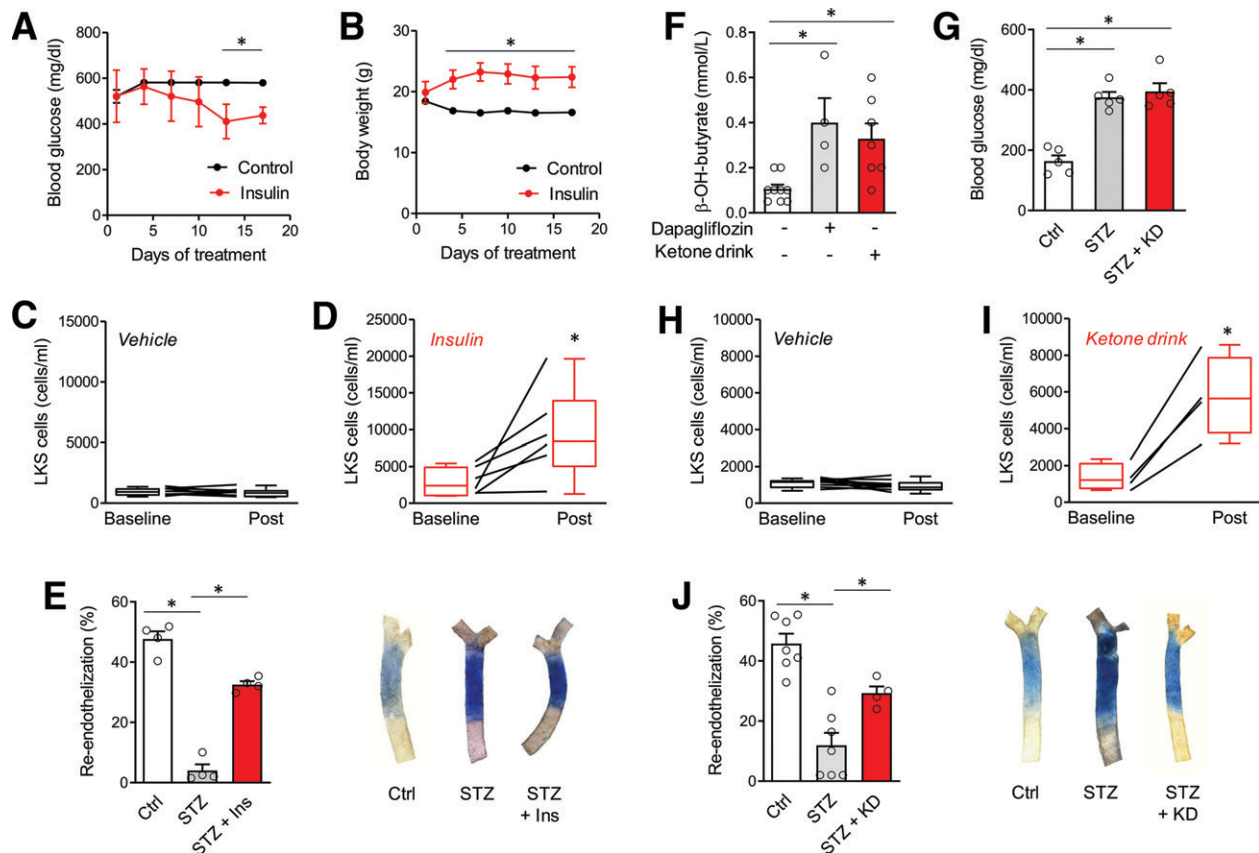 A
Blood glucose (mg/dl)
800
600
400
200
0
*
Control
Insulin
0
5
10
15
20
Days of treatment
B
Body weight (g)
30
20
10
0
*
Control
Insulin
0
5
10
15
20
Days of treatment
F
β-OH-butyrate (mmol/L)
0.8
0.6
0.4
0.2
0.0
*
*
Dapagliflozin - + -
Ketone drink - - +
G
Blood glucose (mg/dl)
600
400
200
0
*
*
Ctrl
STZ
STZ + KD
C
LKS cells (cells/ml)
15000
10000
5000
0
Vehicle
Baseline
Post
D
LKS cells (cells/ml)
25000
20000
15000
10000
5000
0
Insulin
*
Baseline
Post
H
LKS cells (cells/ml)
10000
8000
6000
4000
2000
0
Vehicle
Baseline
Post
I
LKS cells (cells/ml)
10000
8000
6000
4000
2000
0
Ketone drink
*
Baseline
Post
E
Re-endothelization (%)
60
40
20
0
*
*
Ctrl
STZ
STZ + Ins
Ctrl
STZ
STZ
+ Ins
J
Re-endothelization (%)
60
40
20
0
*
*
Ctrl
STZ
STZ + KD
Ctrl
STZ
STZ
+ KD